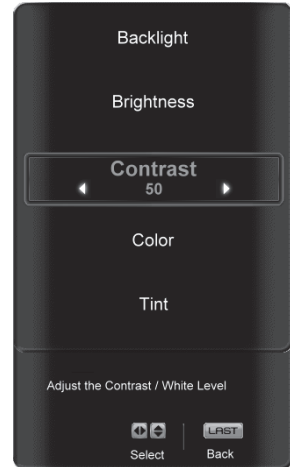 Backlight
Brightness
Contrast
50
Color
Tint
Adjust the Contrast / White Level
LAST
Select
Back